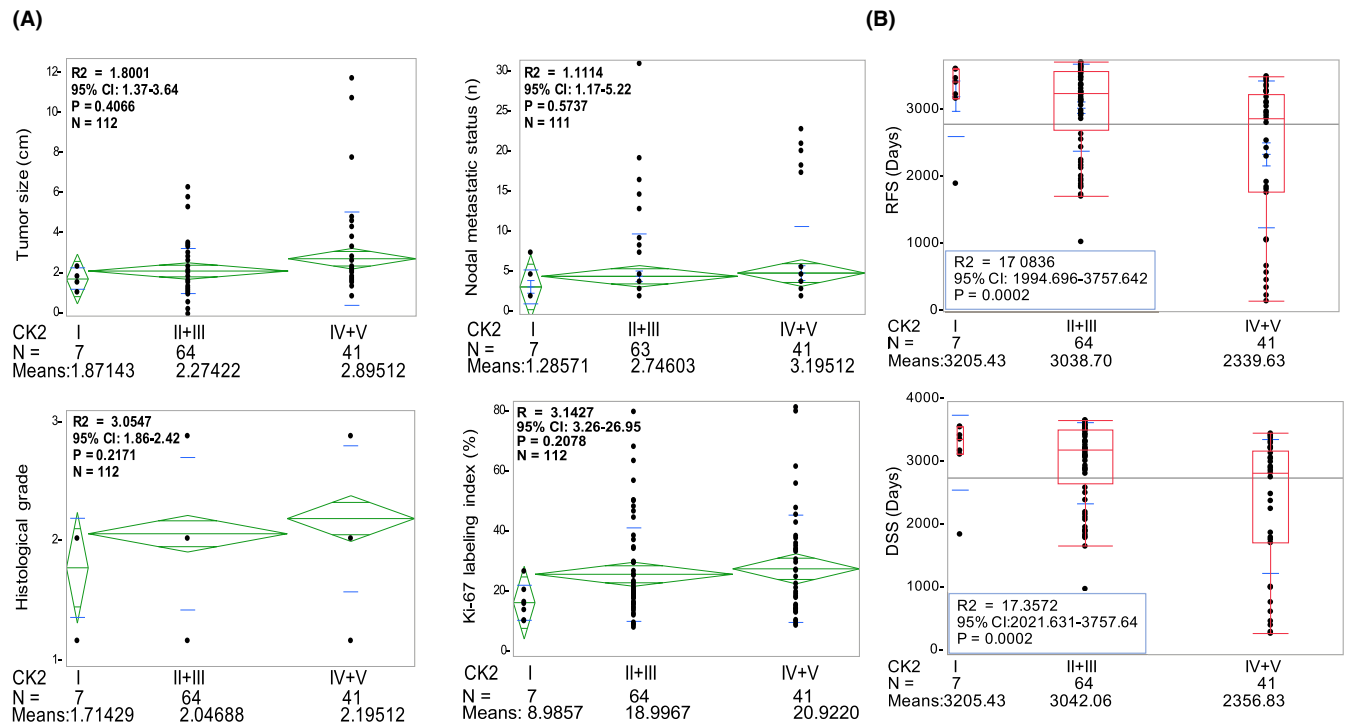 (A)
(B)
R2 = 1.8001
95% CI: 1.37-3.64
P = 0.4066
N = 112
Tumor size (cm)
12
10
8
6
4
2
0
CK2 I II+III IV+V
N = 7 64 41
Means:1.87143 2.27422 2.89512
R2 = 1.1114
95% CI: 1.17-5.22
P = 0.5737
N = 111
Nodal metastatic status (n)
30
25
20
15
10
5
0
CK2 I II+III IV+V
N = 7 63 41
Means:1.28571 2.74603 3.19512
RFS (Days)
3000
2000
1000
0
R2 = 17.0836
95% CI: 1994.696-3757.642
P = 0.0002
CK2 I II+III IV+V
N = 7 64 41
Means:3205.43 3038.70 2339.63
R2 = 3.0547
95% CI: 1.86-2.42
P = 0.2171
N = 112
Histological grade
3
2
1
CK2 I II+III IV+V
N = 7 64 41
Means:1.71429 2.04688 2.19512
R = 3.1427
95% CI: 3.26-26.95
P = 0.2078
N = 112
Ki-67 labeling index (%)
80
60
40
20
0
CK2 I II+III IV+V
N = 7 64 41
Means: 8.9857 18.9967 20.9220
DSS (Days)
4000
3000
2000
1000
0
R2 = 17.3572
95% CI:2021.631-3757.64
P = 0.0002
CK2 I II+III IV+V
N = 7 64 41
Means:3205.43 3042.06 2356.83